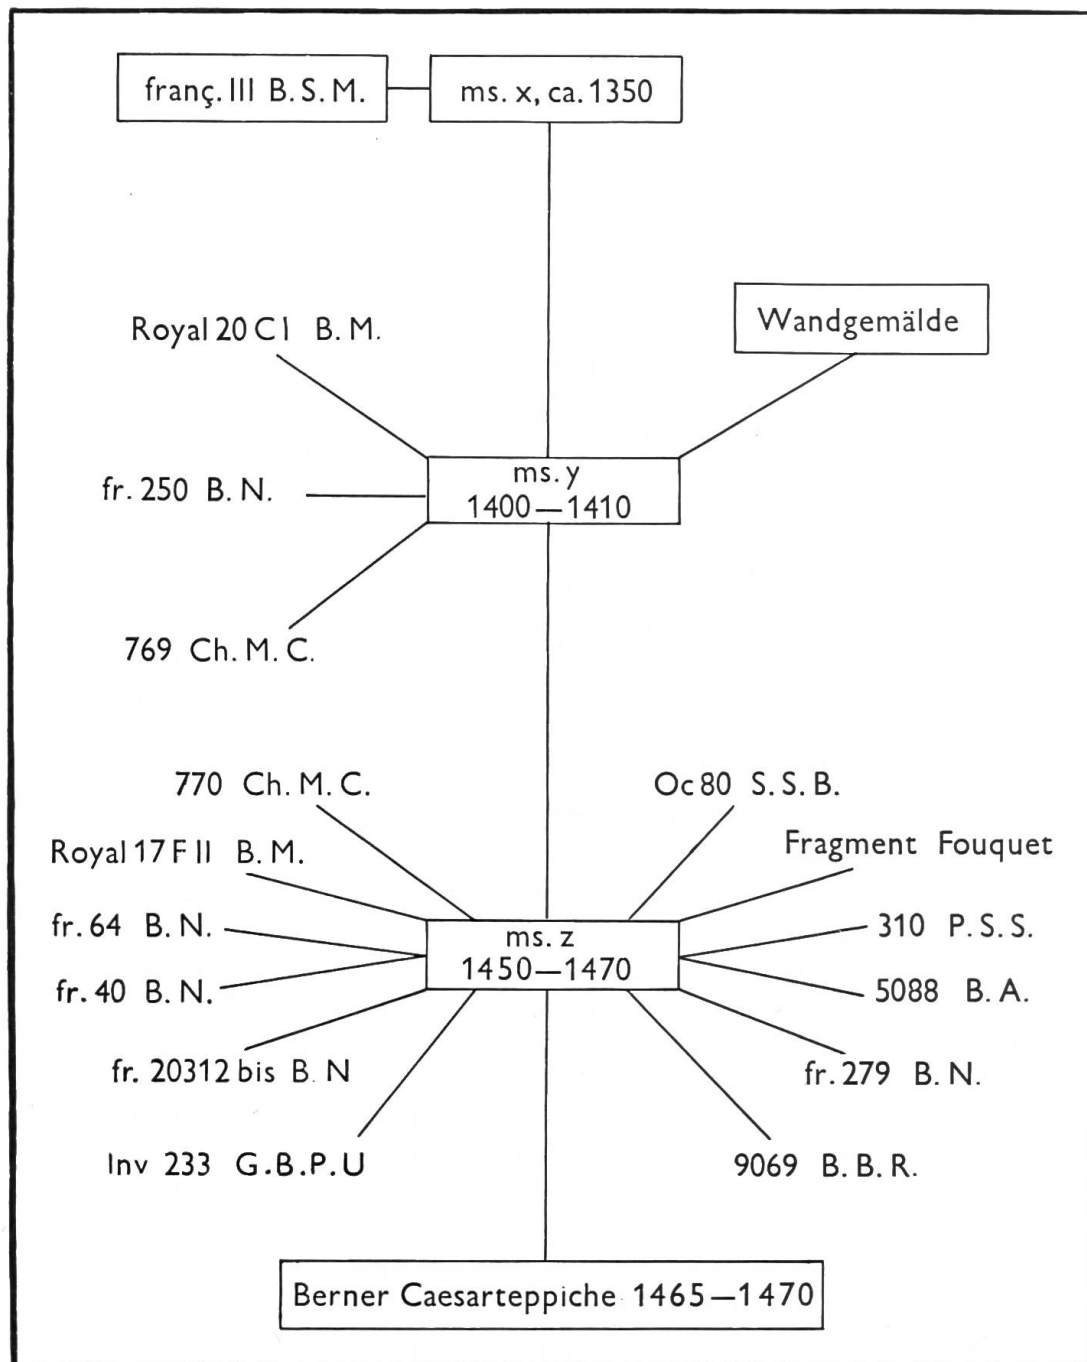 franç. III B. S. M.
ms. x, ca. 1350
Royal 20 C I B. M.
Wandgemälde
fr. 250 B. N.
ms. y
1400—1410
769 Ch. M. C.
770 Ch. M. C.
Oc 80 S. S. B.
Royal 17 F II B. M.
Fragment Fouquet
fr. 64 B. N.
310 P. S. S.
ms. z
1450—1470
fr. 40 B. N.
5088 B. A.
fr. 20312 bis B. N
fr. 279 B. N.
Inv 233 G.B.P.U
9069 B. B. R.
Berner Caesarteppiche 1465—1470